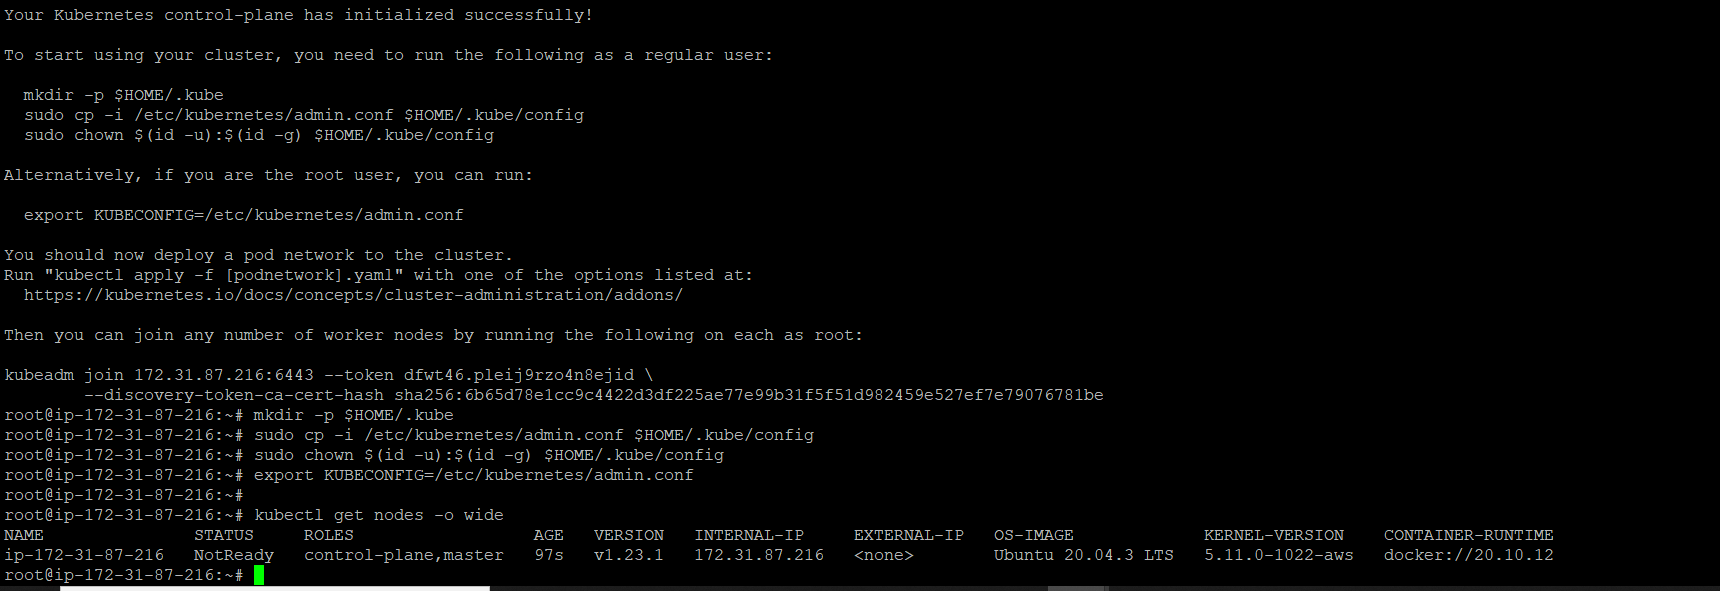 Your Kubernetes control-plane has initialized successfully!
To start using your cluster, you need to run the following as a regular user:
mkdir -p $HOME/.kube
sudo cp -i /etc/kubernetes/admin.conf $HOME/.kube/config
sudo chown $(id -u):$(id -g) $HOME/.kube/config
Alternatively, if you are the root user, you can run:
export KUBECONFIG=/etc/kubernetes/admin.conf
You should now deploy a pod network to the cluster.
Run "kubectl apply -f [podnetwork].yaml" with one of the options listed at:
https://kubernetes.io/docs/concepts/cluster-administration/addons/
Then you can join any number of worker nodes by running the following on each as root:
kubeadm join 172.31.87.216:6443 --token dfwt46.pleij9rzo4n8ejid \
--discovery-token-ca-cert-hash sha256:6b65d78e1cc9c4422d3df225ae77e99b31f5f51d982459e527ef7e79076781be
root@ip-172-31-87-216:~# mkdir -p $HOME/.kube
root@ip-172-31-87-216:~# sudo cp -i /etc/kubernetes/admin.conf $HOME/.kube/config
root@ip-172-31-87-216:~# sudo chown $(id -u):$(id -g) $HOME/.kube/config
root@ip-172-31-87-216:~# export KUBECONFIG=/etc/kubernetes/admin.conf
root@ip-172-31-87-216:~#
root@ip-172-31-87-216:~# kubectl get nodes -o wide
NAME STATUS ROLES AGE VERSION INTERNAL-IP EXTERNAL-IP OS-IMAGE KERNEL-VERSION CONTAINER-RUNTIME
ip-172-31-87-216 NotReady control-plane,master 97s v1.23.1 172.31.87.216 <none> Ubuntu 20.04.3 LTS 5.11.0-1022-aws docker://20.10.12
root@ip-172-31-87-216:~#